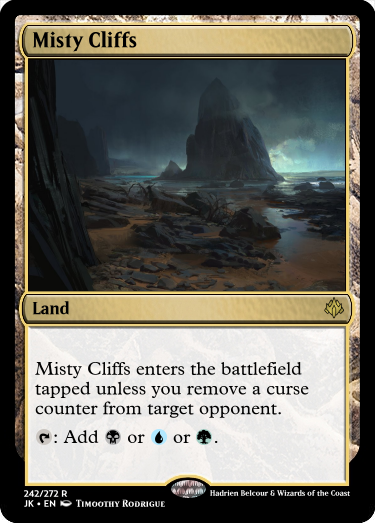 Misty Cliffs
Land
Misty Cliffs enters the battlefield
tapped unless you remove a curse
counter from target opponent.
: Add or or .
242/272 R
JK • EN Timoothy Rodrigue
Hadrien Belcour & Wizards of the Coast